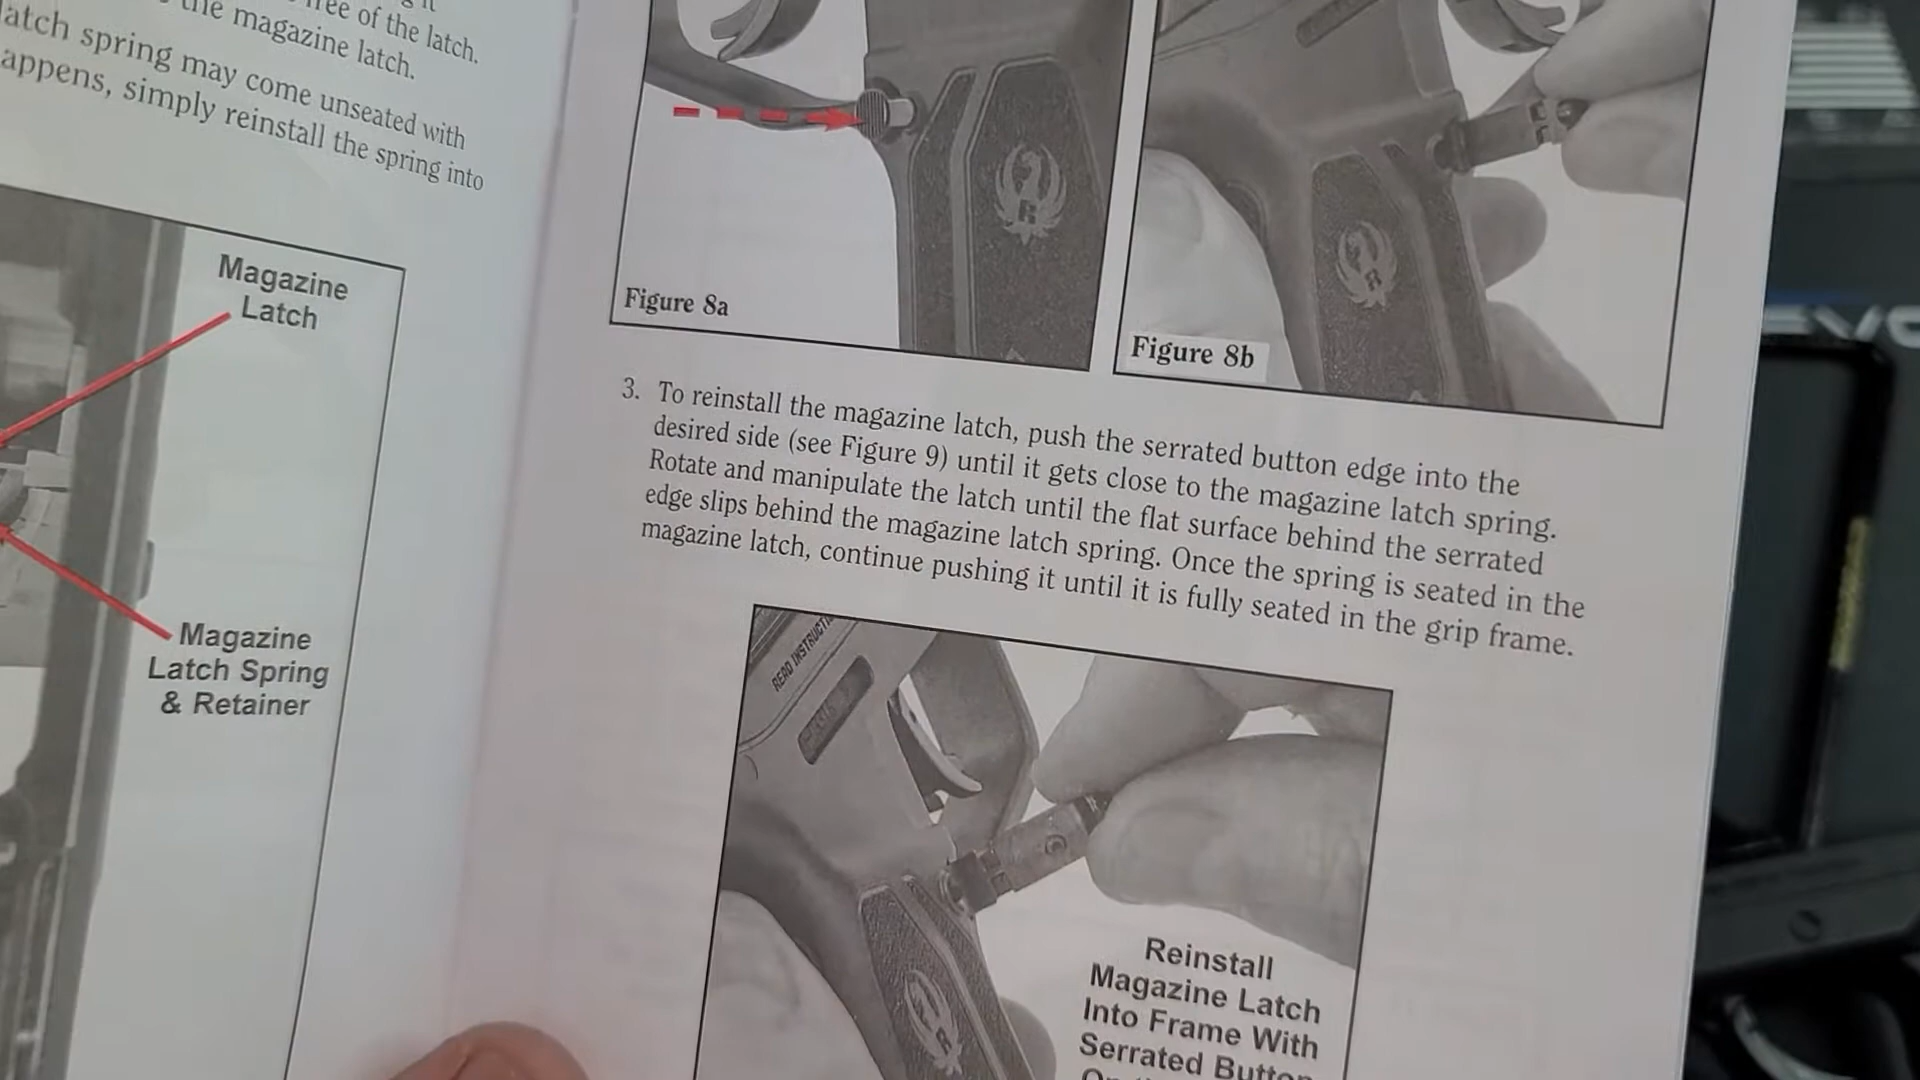 free of the latch.
the magazine latch.
latch spring may come unseated with
appens, simply reinstall the spring into
Magazine
Latch
Magazine
Latch Spring
& Retainer
Figure 8a
R
Figure 8b
R
3. To reinstall the magazine latch, push the serrated button edge into the
desired side (see Figure 9) until it gets close to the magazine latch spring.
Rotate and manipulate the latch until the flat surface behind the serrated
edge slips behind the magazine latch spring. Once the spring is seated in the
magazine latch, continue pushing it until it is fully seated in the grip frame.
READ INSTRUCTI
R
Reinstall
Magazine Latch
Into Frame With
Serrated Button
EVO